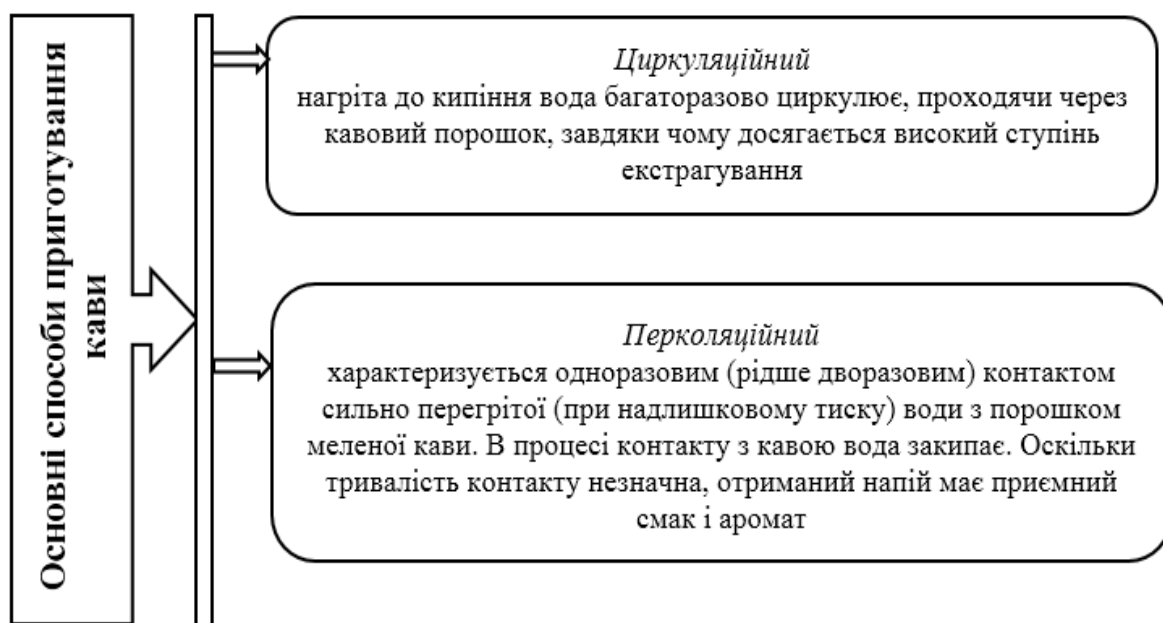 Основні способи приготування
кави
Циркуляційний
нагріта до кипіння вода багаторазово циркулює, проходячи через
кавовий порошок, завдяки чому досягається високий ступінь
екстрагування
Перколяційний
характеризується одноразовим (рідше дворазовим) контактом
сильно перегрітої (при надлишковому тиску) води з порошком
меленої кави. В процесі контакту з кавою вода закипає. Оскільки
тривалість контакту незначна, отриманий напій має приємний
смак і аромат